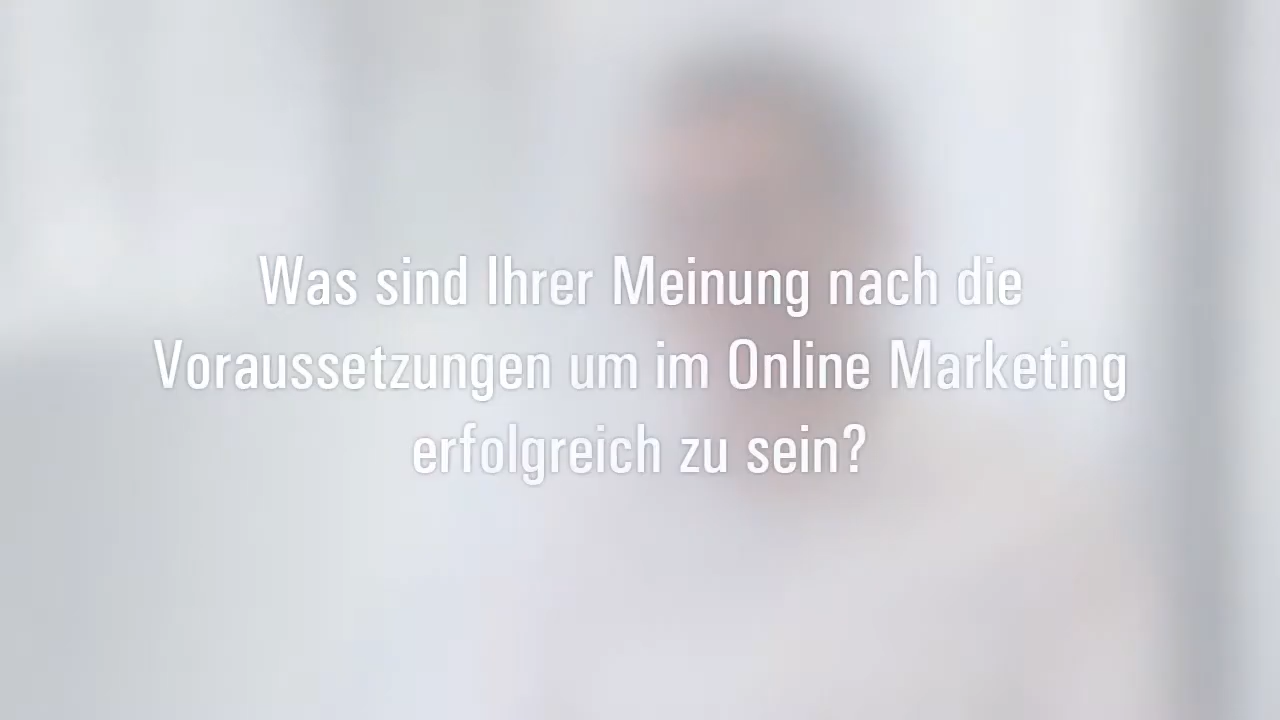 Was sind Ihrer Meinung nach die
Voraussetzungen um im Online Marketing
erfolgreich zu sein?